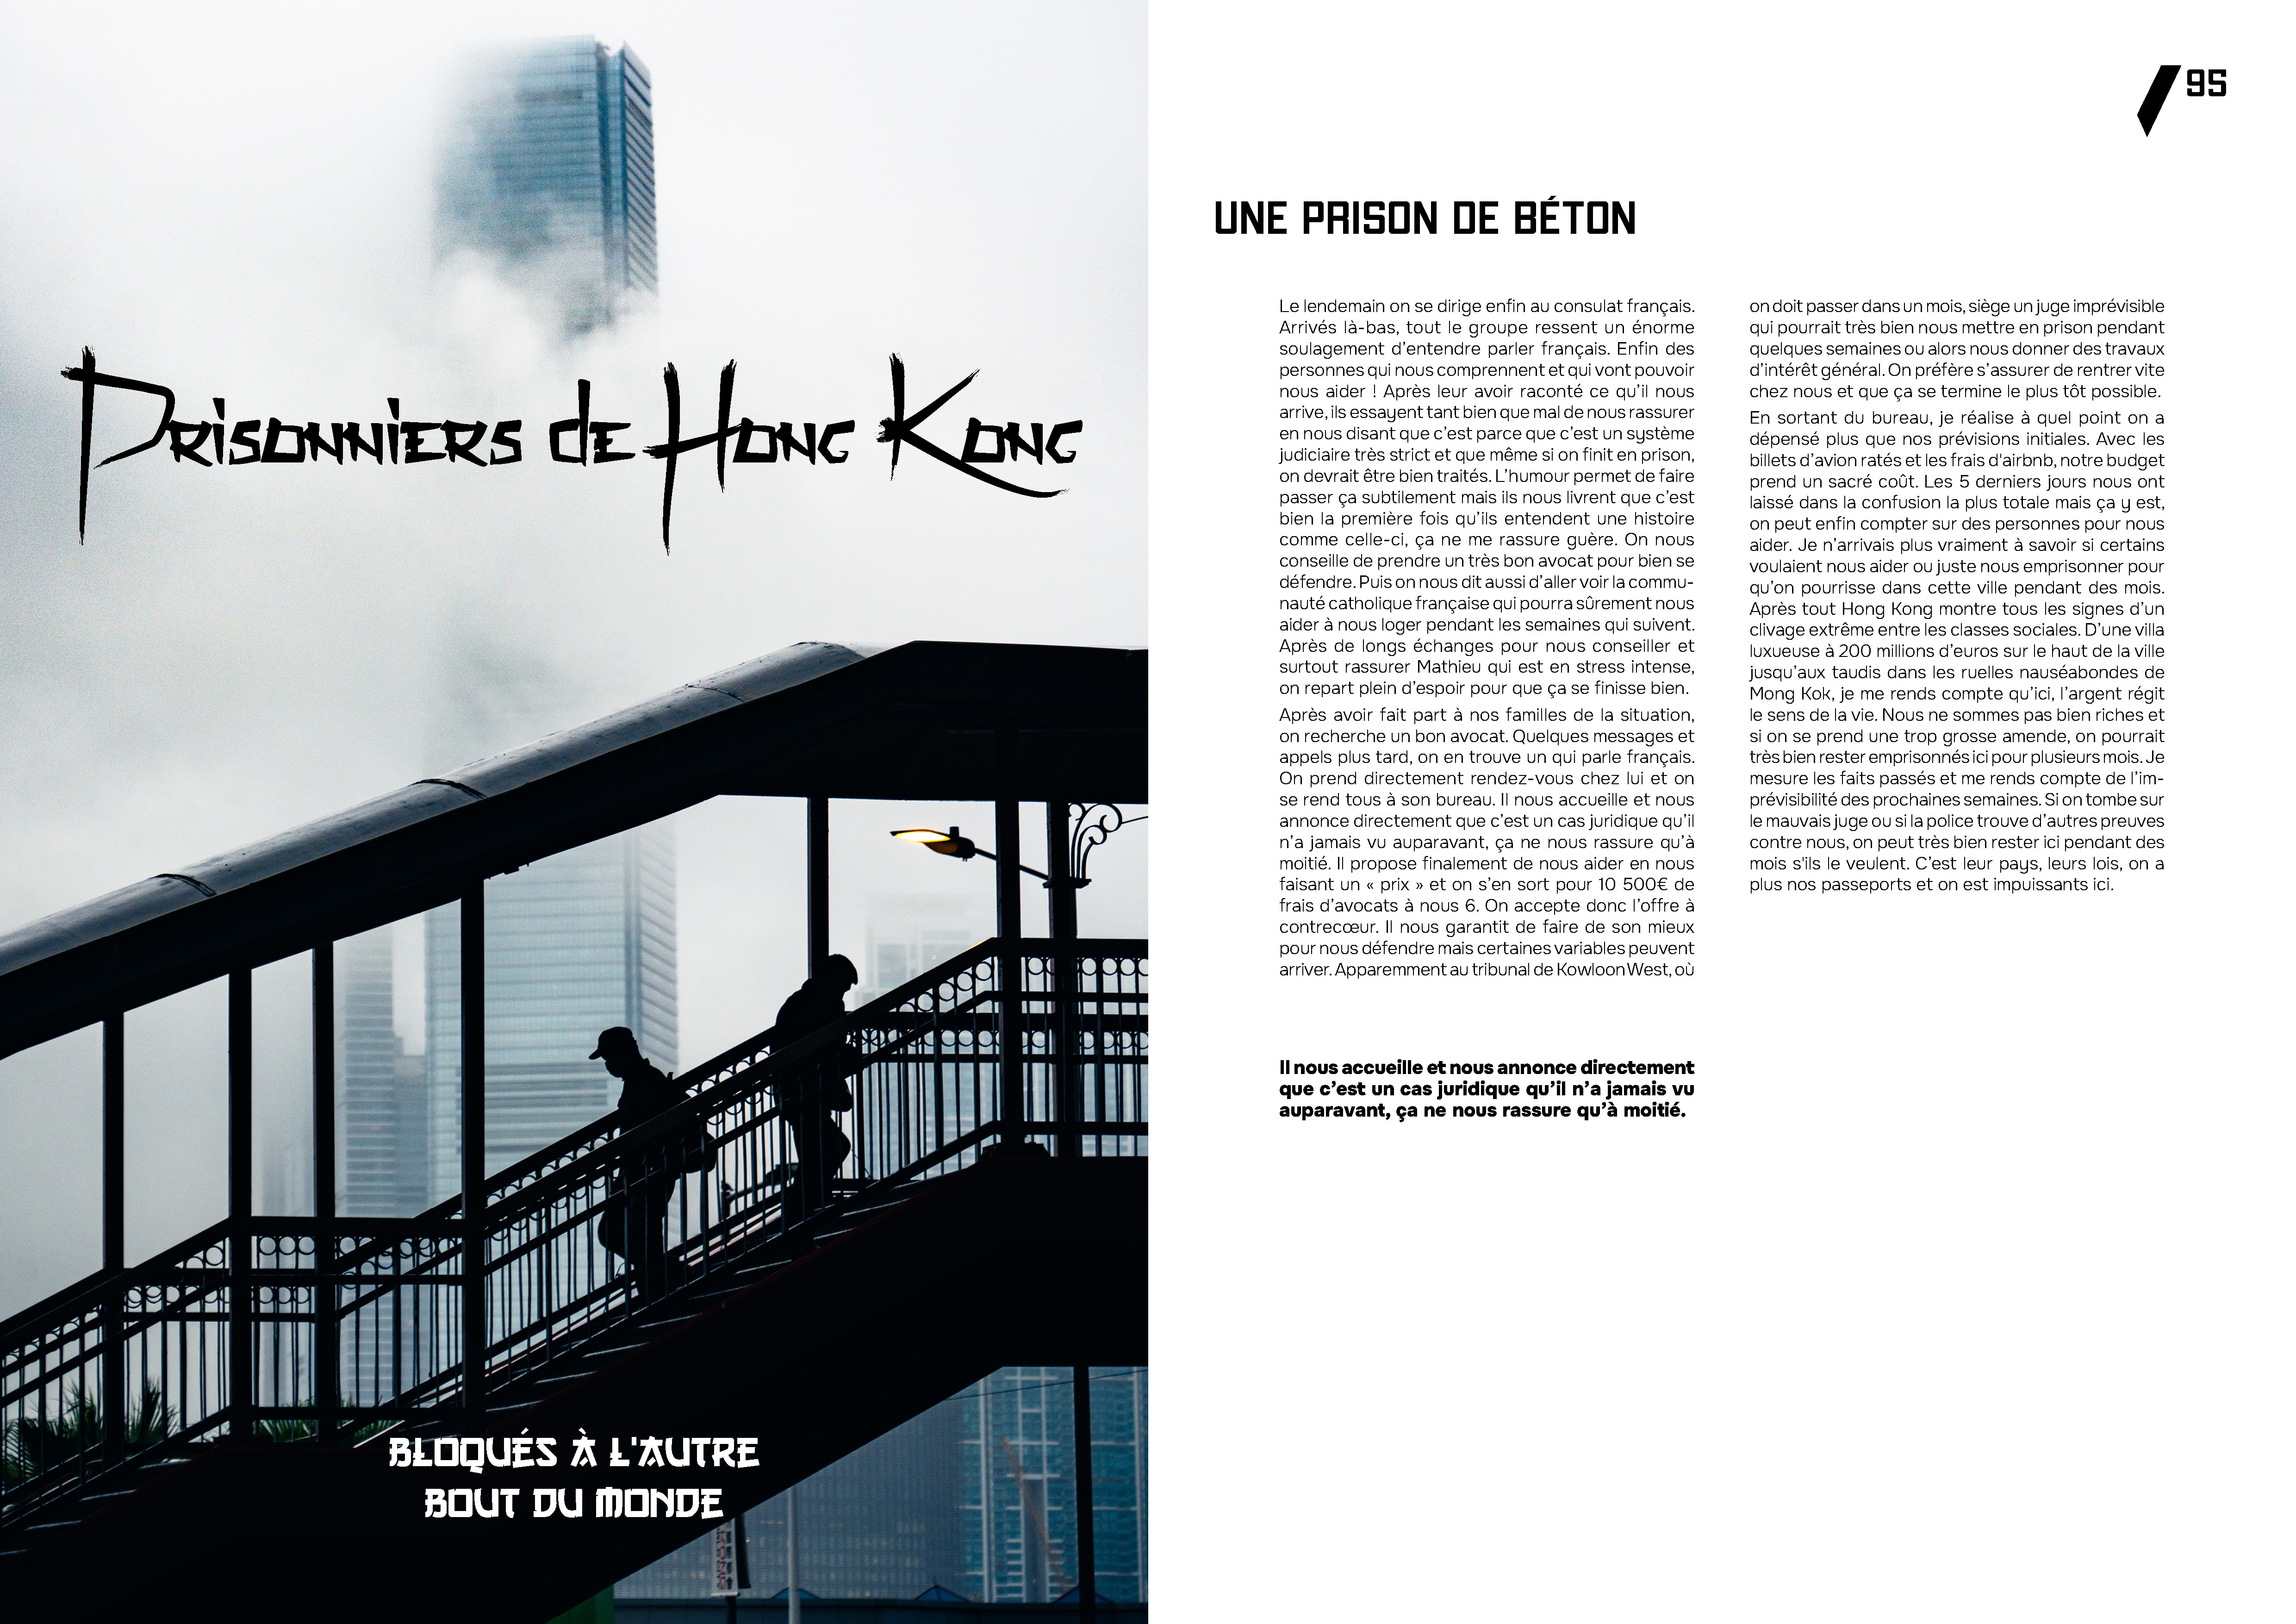 Prisonniers de Hong Kong
BLOQUÉS À L'AUTRE
BOUT DU MONDE
95
UNE PRISON DE BÉTON
Le lendemain on se dirige enfin au consulat français.
Arrivés là-bas, tout le groupe ressent un énorme
soulagement d’entendre parler français. Enfin des
personnes qui nous comprennent et qui vont pouvoir
nous aider ! Après leur avoir raconté ce qu’il nous
arrive, ils essayent tant bien que mal de nous rassurer
en nous disant que c’est parce que c’est un système
judiciaire très strict et que même si on finit en prison,
on devrait être bien traités. L’humour permet de faire
passer ça subtilement mais ils nous livrent que c’est
bien la première fois qu’ils entendent une histoire
comme celle-ci, ça ne me rassure guère. On nous
conseille de prendre un très bon avocat pour bien se
défendre. Puis on nous dit aussi d’aller voir la commu-
nauté catholique française qui pourra sûrement nous
aider à nous loger pendant les semaines qui suivent.
Après de longs échanges pour nous conseiller et
surtout rassurer Mathieu qui est en stress intense,
on repart plein d’espoir pour que ça se finisse bien.
Après avoir fait part à nos familles de la situation,
on recherche un bon avocat. Quelques messages et
appels plus tard, on en trouve un qui parle français.
On prend directement rendez-vous chez lui et on
se rend tous à son bureau. Il nous accueille et nous
annonce directement que c’est un cas juridique qu’il
n’a jamais vu auparavant, ça ne nous rassure qu’à
moitié. Il propose finalement de nous aider en nous
faisant un « prix » et on s’en sort pour 10 500€ de
frais d’avocats à nous 6. On accepte donc l’offre à
contrecœur. Il nous garantit de faire de son mieux
pour nous défendre mais certaines variables peuvent
arriver. Apparemment au tribunal de Kowloon West, où
Il nous accueille et nous annonce directement
que c’est un cas juridique qu’il n’a jamais vu
auparavant, ça ne nous rassure qu’à moitié.
on doit passer dans un mois, siège un juge imprévisible
qui pourrait très bien nous mettre en prison pendant
quelques semaines ou alors nous donner des travaux
d’intérêt général. On préfère s’assurer de rentrer vite
chez nous et que ça se termine le plus tôt possible.
En sortant du bureau, je réalise à quel point on a
dépensé plus que nos prévisions initiales. Avec les
billets d’avion ratés et les frais d'airbnb, notre budget
prend un sacré coût. Les 5 derniers jours nous ont
laissé dans la confusion la plus totale mais ça y est,
on peut enfin compter sur des personnes pour nous
aider. Je n’arrivais plus vraiment à savoir si certains
voulaient nous aider ou juste nous emprisonner pour
qu’on pourrisse dans cette ville pendant des mois.
Après tout Hong Kong montre tous les signes d’un
clivage extrême entre les classes sociales. D’une villa
luxueuse à 200 millions d’euros sur le haut de la ville
jusqu’aux taudis dans les ruelles nauséabondes de
Mong Kok, je me rends compte qu’ici, l’argent régit
le sens de la vie. Nous ne sommes pas bien riches et
si on se prend une trop grosse amende, on pourrait
très bien rester emprisonnés ici pour plusieurs mois. Je
mesure les faits passés et me rends compte de l’im-
prévisibilité des prochaines semaines. Si on tombe sur
le mauvais juge ou si la police trouve d’autres preuves
contre nous, on peut très bien rester ici pendant des
mois s'ils le veulent. C’est leur pays, leurs lois, on a
plus nos passeports et on est impuissants ici.